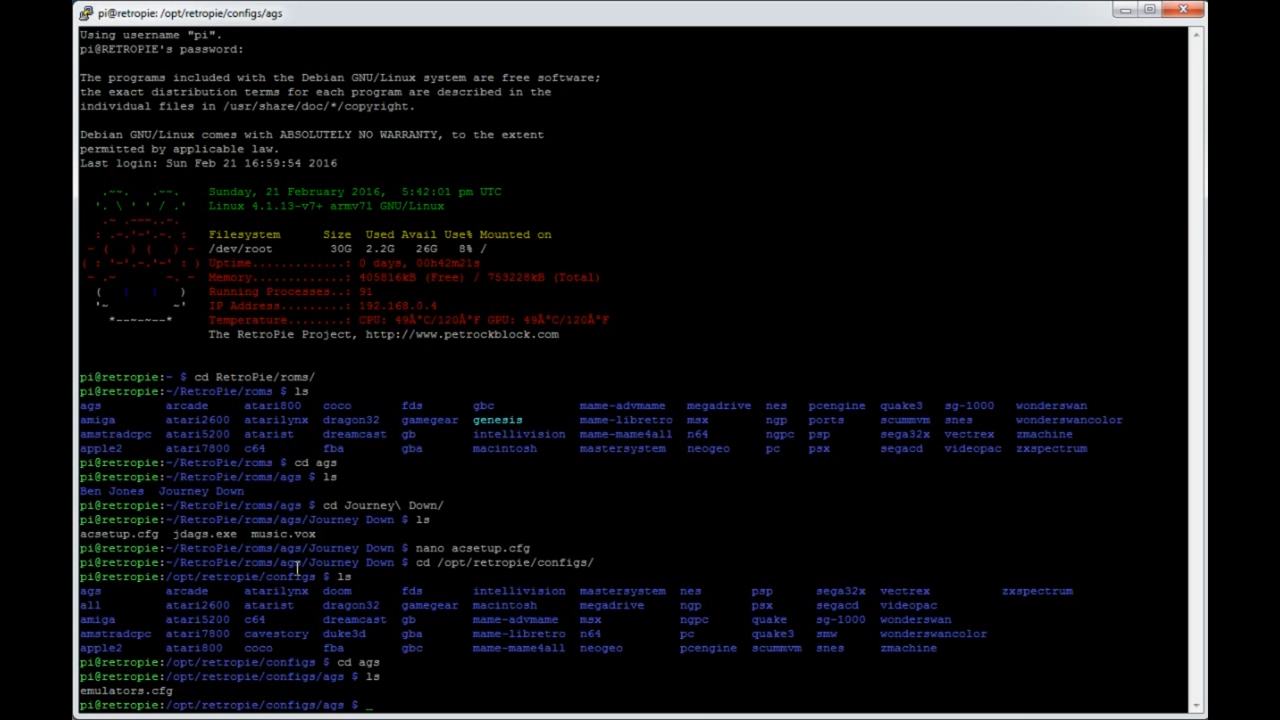 pi@retropie: /opt/retropie/configs/ags
Using username "pi".
pi@RETROPIE's password:
The programs included with the Debian GNU/Linux system are free software;
the exact distribution terms for each program are described in the
individual files in /usr/share/doc/*/copyright.
Debian GNU/Linux comes with ABSOLUTELY NO WARRANTY, to the extent
permitted by applicable law.
Last login: Sun Feb 21 16:59:54 2016
Sunday, 21 February 2016, 5:42:01 pm UTC
Linux 4.1.13-v7+ armv7l GNU/Linux
Filesystem Size Used Avail Use% Mounted on
/dev/root 30G 2.2G 26G 8% /
Uptime.............: 0 days, 00h42m21s
Memory.............: 405816kB (Free) / 753228kB (Total)
Running Processes..: 91
IP Address.........: 192.168.0.4
Temperature........: CPU: 49Â°C/120Â°F GPU: 49Â°C/120Â°F
The RetroPie Project, http://www.petrockblock.com
pi@retropie:~ $ cd RetroPie/roms/
pi@retropie:~/RetroPie/roms $ ls
ags arcade atari800 coco fds gbc mame-advmame megadrive nes pcengine quake3 sg-1000 wonderswan
amiga atari2600 atarilynx dragon32 gamegear genesis mame-libretro msx ngp ports scummvm snes wonderswancolor
amstradcpc atari5200 atarist dreamcast gb intellivision mame-mame4all n64 ngpc psp sega32x vectrex zmachine
apple2 atari7800 c64 fba gba macintosh mastersystem neogeo pc psx segacd videopac zxspectrum
pi@retropie:~/RetroPie/roms $ cd ags
pi@retropie:~/RetroPie/roms/ags $ ls
Ben Jones Journey Down
pi@retropie:~/RetroPie/roms/ags $ cd Journey\ Down/
pi@retropie:~/RetroPie/roms/ags/Journey Down $ ls
acsetup.cfg jdags.exe music.vox
pi@retropie:~/RetroPie/roms/ags/Journey Down $ nano acsetup.cfg
pi@retropie:~/RetroPie/roms/ags/Journey Down $ cd /opt/retropie/configs/
pi@retropie:/opt/retropie/configs $ ls
ags arcade atarilynx doom fds intellivision mastersystem nes psp sega32x vectrex zxspectrum
all atari2600 atarist dragon32 gamegear macintosh megadrive ngp psx segacd videopac
amiga atari5200 c64 dreamcast gb mame-advmame msx ngpc quake sg-1000 wonderswan
amstradcpc atari7800 cavestory duke3d gba mame-libretro n64 pc quake3 smw wonderswancolor
apple2 atari800 coco fba gbc mame-mame4all neogeo pcengine scummvm snes zmachine
pi@retropie:/opt/retropie/configs $ cd ags
pi@retropie:/opt/retropie/configs/ags $ ls
emulators.cfg
pi@retropie:/opt/retropie/configs/ags $ _